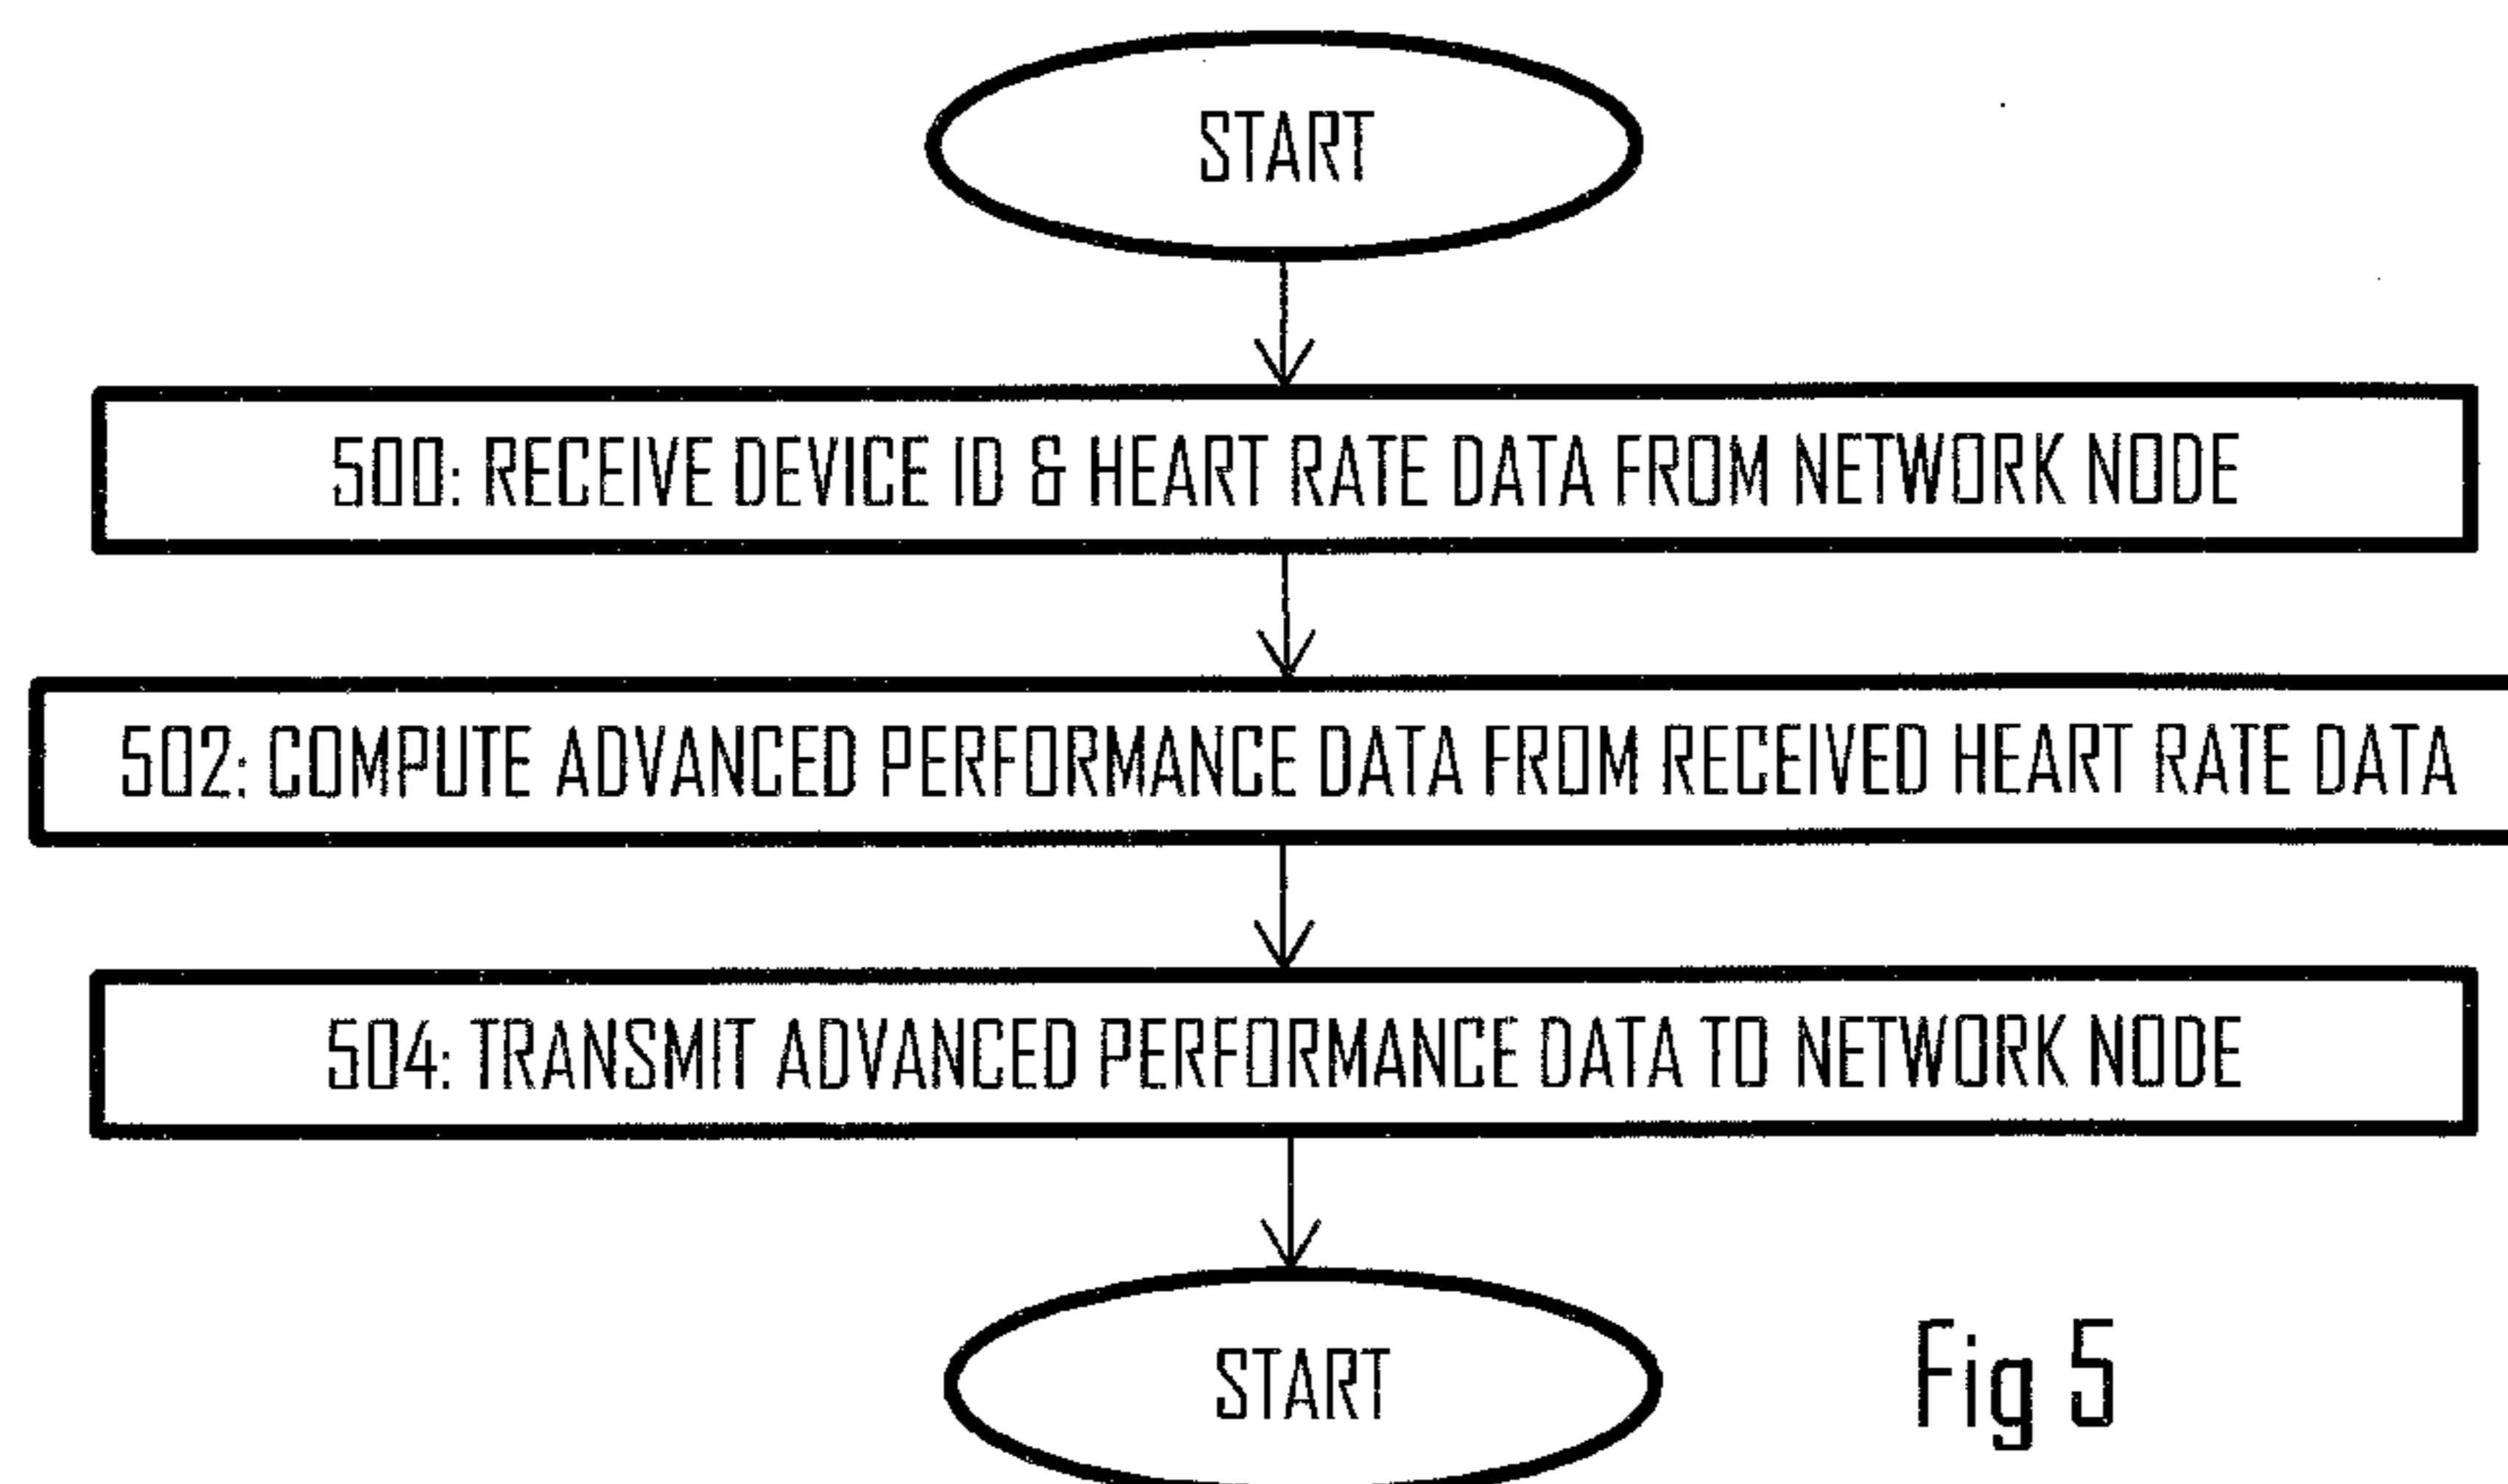 START
500: RECEIVE DEVICE ID & HEART RATE DATA FROM NETWORK NODE
502: COMPUTE ADVANCED PERFORMANCE DATA FROM RECEIVED HEART RATE DATA
504: TRANSMIT ADVANCED PERFORMANCE DATA TO NETWORK NODE
START
Fig 5